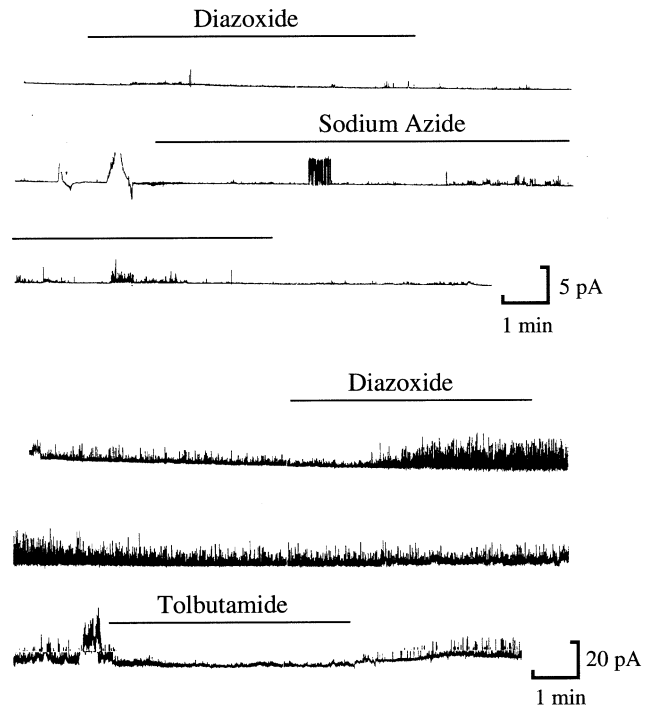 Diazoxide
Sodium Azide
5 pA
1 min
Diazoxide
Tolbutamide
20 pA
1 min